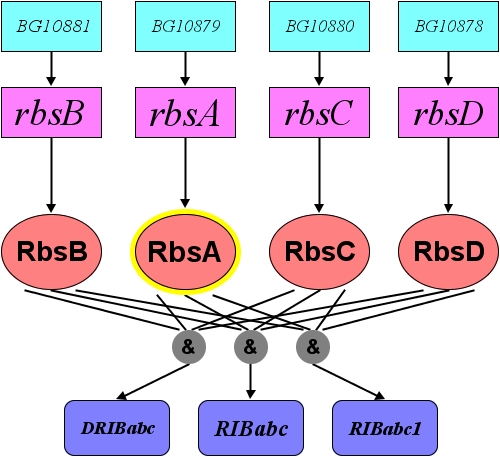 BG10881 BG10879 BG10880 BG10878
rbsB rbsA rbsC rbsD
RbsB RbsA RbsC RbsD
& & &
DRIBabc RIBabc RIBabc1